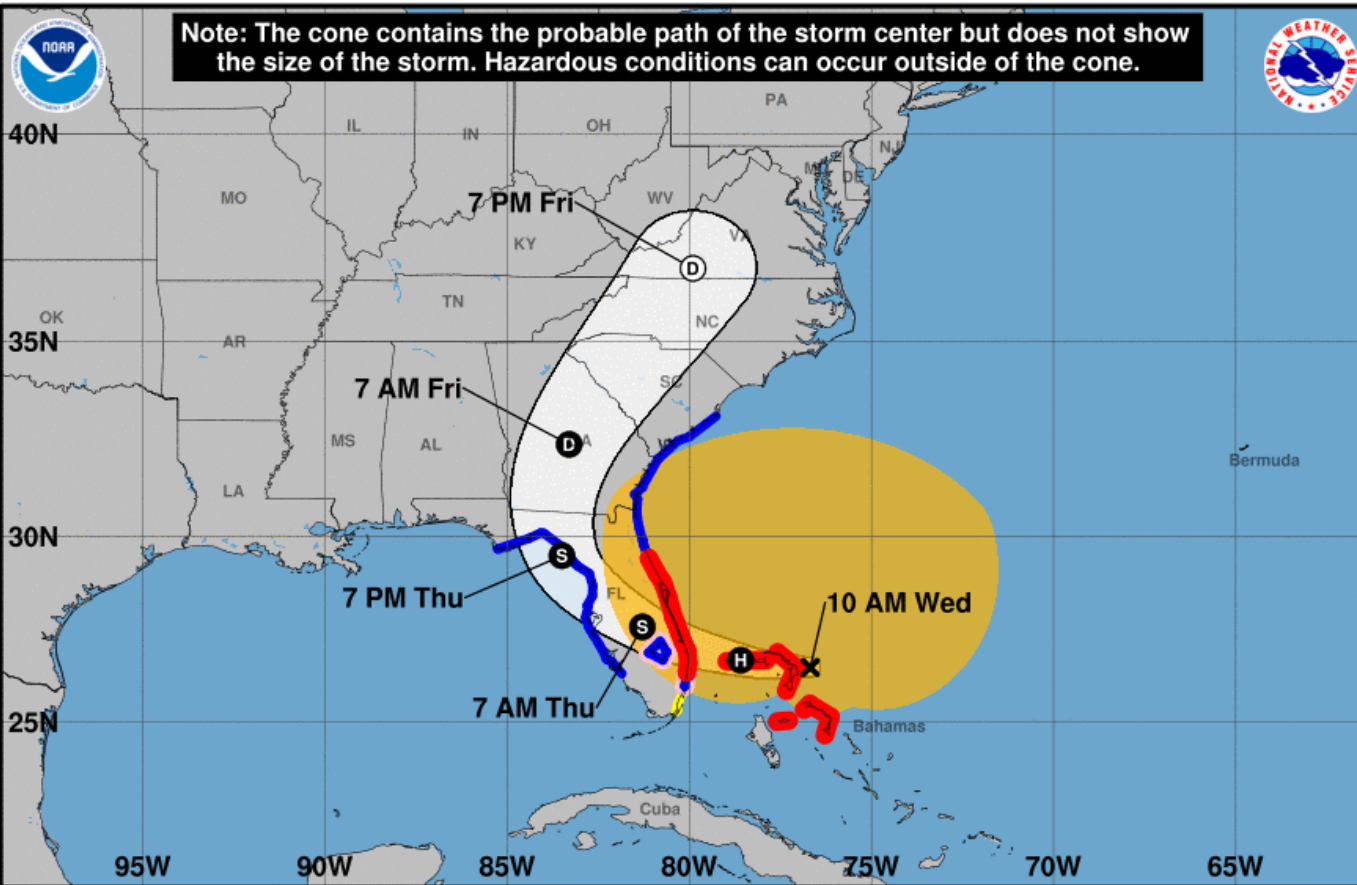 Note: The cone contains the probable path of the storm center but does not show
the size of the storm. Hazardous conditions can occur outside of the cone.
NOAA
NATIONAL WEATHER SERVICE
PA
IL
IN
OH
40N
NJ
DE
MO
WV
7 PM Fri
VA
KY
D
TN
OK
NC
AR
35N
SC
7 AM Fri
MS
AL
D
Bermuda
LA
30N
S
7 PM Thu
FL
10 AM Wed
S
H
7 AM Thu
25N
Bahamas
Cuba
95W
90W
85W
80W
75W
70W
65W